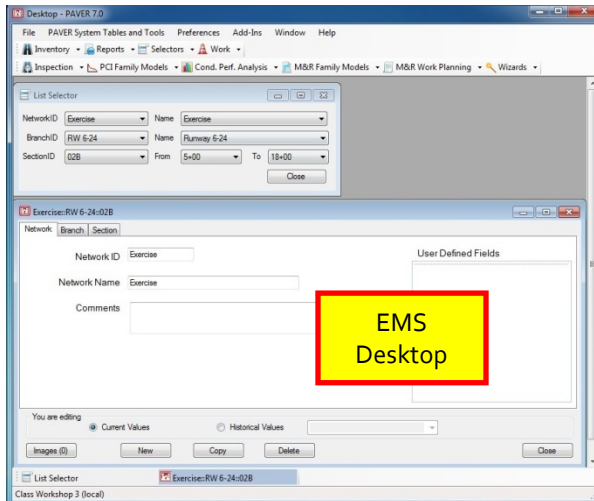 Desktop - PAVER 7.0
File PAVER System Tables and Tools Preferences Add-Ins Window Help
Inventory Reports Selectors Work
Inspection PCI Family Models Cond. Perf. Analysis M&R Family Models M&R Work Planning Wizards
List Selector
NetworkID Exercise Name Exercise
BranchID RW 6-24 Name Runway 6-24
SectionID 02B From 5+00 To 18+00
Close
Exercise::RW 6-24::02B
Network Branch Section
Network ID Exercise User Defined Fields
Network Name Exercise
Comments
EMS
Desktop
You are editing
Current Values Historical Values
Images (0) New Copy Delete Close
List Selector Exercise::RW 6-24::02B
Class Workshop 3 (local)